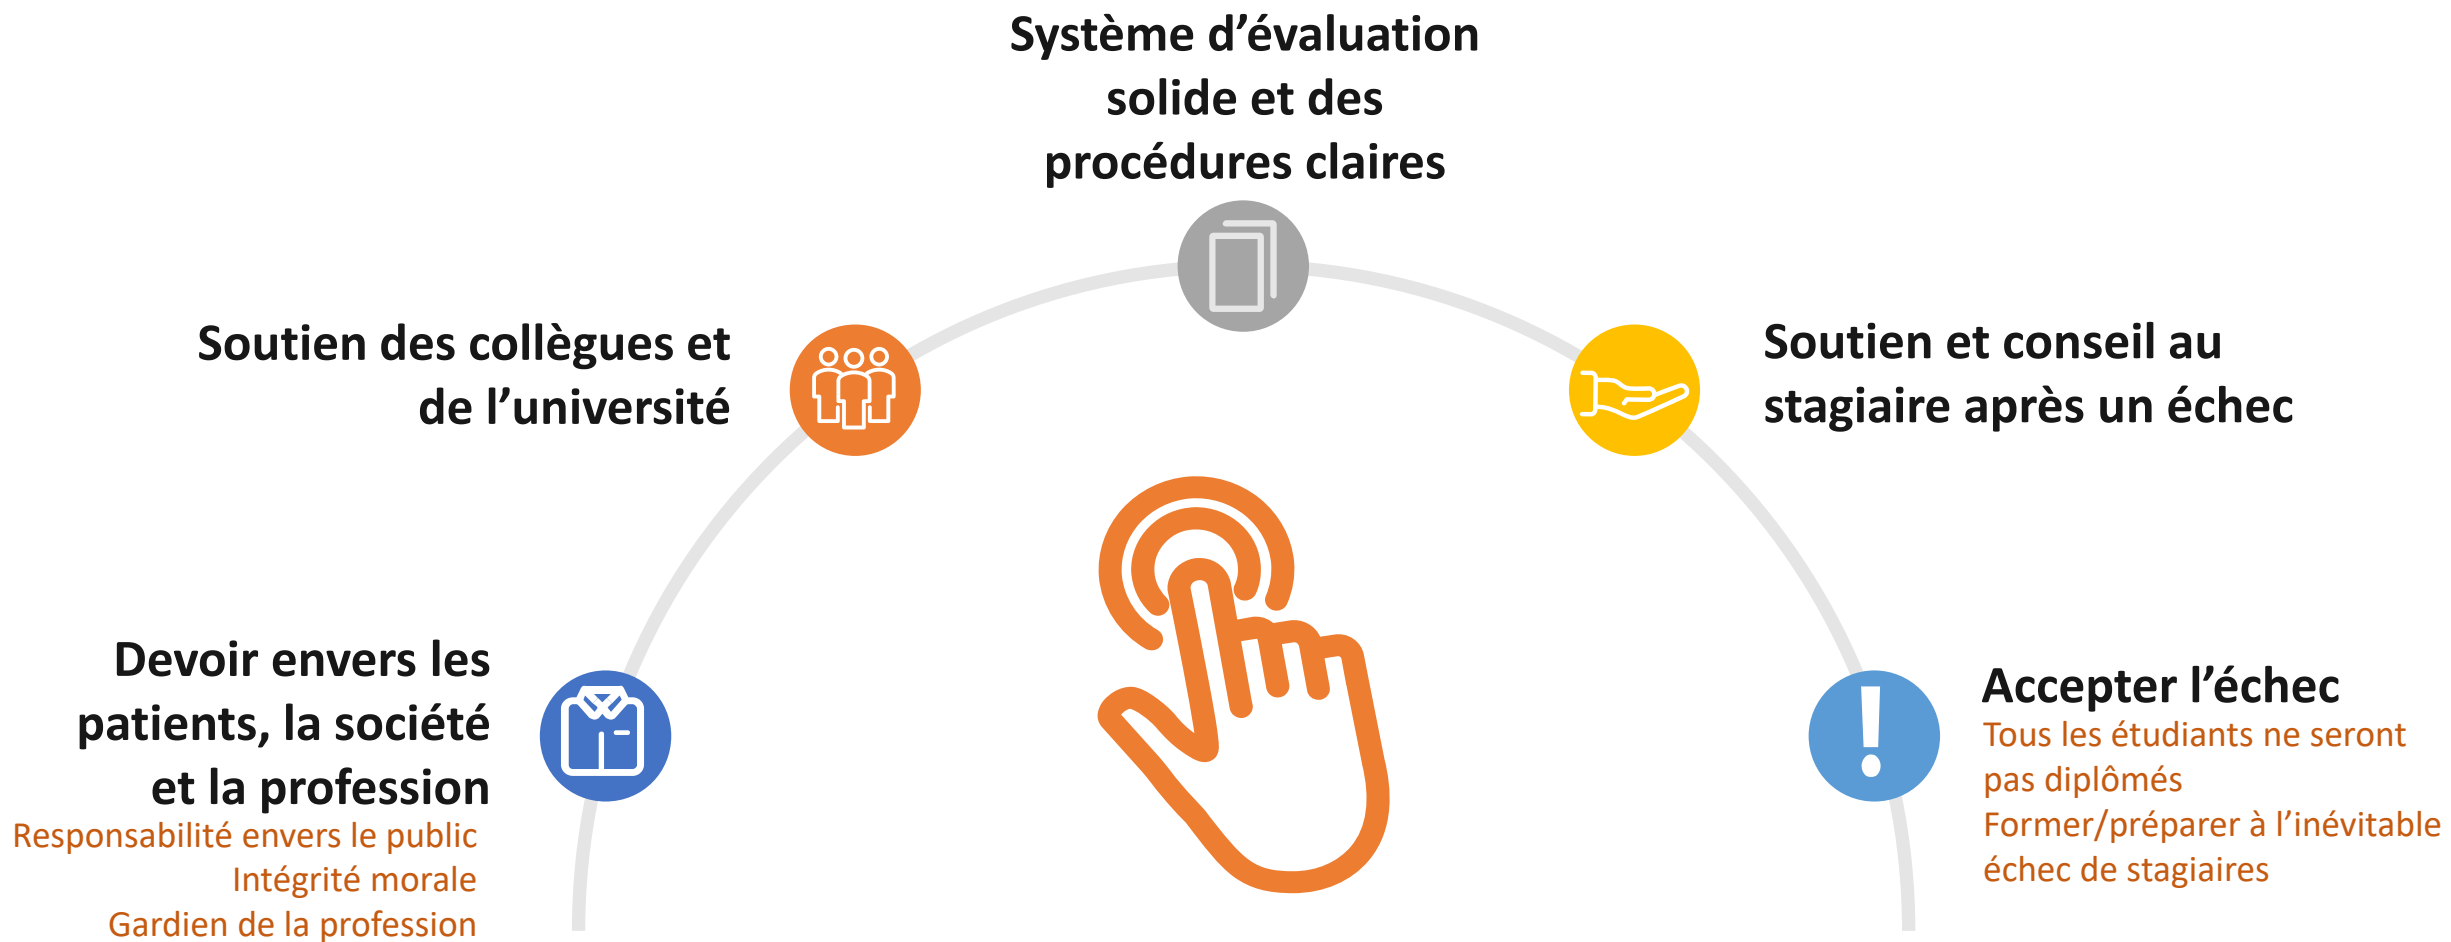 Système d’évaluation
solide et des
procédures claires
Soutien des collègues et
de l’université
Soutien et conseil au
stagiaire après un échec
Devoir envers les
patients, la société
et la profession
Responsabilité envers le public
Intégrité morale
Gardien de la profession
Accepter l’échec
Tous les étudiants ne seront
pas diplômés
Former/préparer à l’inévitable
échec de stagiaires